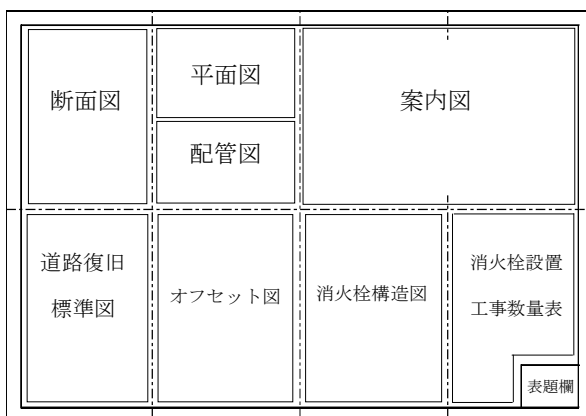 断面図
平面図
配管図
案内図
道路復旧
標準図
オフセット図
消火栓構造図
消火栓設置
工事数量表
表題欄